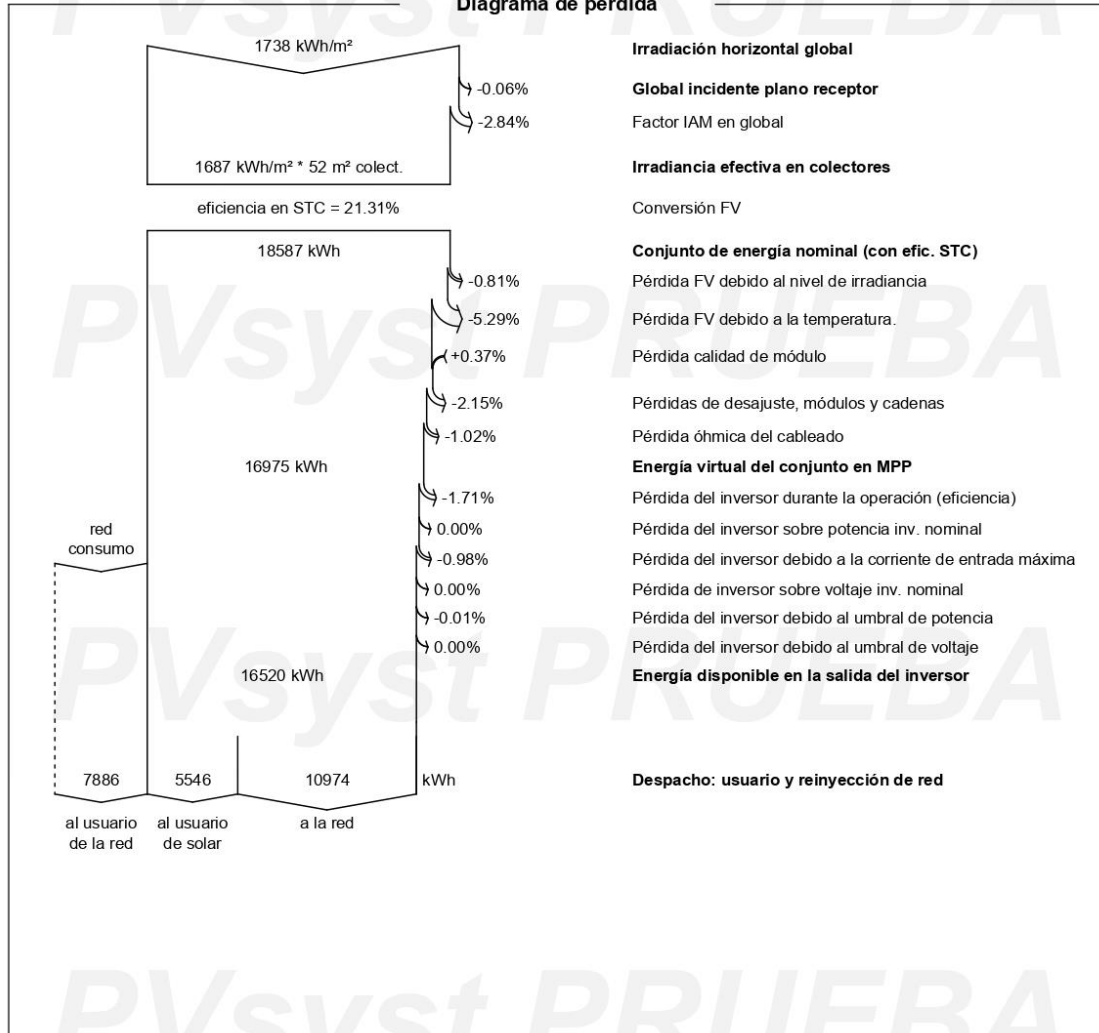 Diagrama de pérdida
1738 kWh/m²
Irradiación horizontal global
-0.06%
Global incidente plano receptor
-2.84%
Factor IAM en global
1687 kWh/m² * 52 m² colect.
Irradiancia efectiva en colectores
eficiencia en STC = 21.31%
Conversión FV
18587 kWh
Conjunto de energía nominal (con efic. STC)
-0.81%
Pérdida FV debido al nivel de irradiancia
-5.29%
Pérdida FV debido a la temperatura.
+0.37%
Pérdida calidad de módulo
-2.15%
Pérdidas de desajuste, módulos y cadenas
-1.02%
Pérdida óhmica del cableado
16975 kWh
Energía virtual del conjunto en MPP
-1.71%
Pérdida del inversor durante la operación (eficiencia)
red
consumo
0.00%
Pérdida del inversor sobre potencia inv. nominal
-0.98%
Pérdida del inversor debido a la corriente de entrada máxima
0.00%
Pérdida de inversor sobre voltaje inv. nominal
-0.01%
Pérdida del inversor debido al umbral de potencia
0.00%
Pérdida del inversor debido al umbral de voltaje
16520 kWh
Energía disponible en la salida del inversor
7886
5546
10974
kWh
Despacho: usuario y reinyección de red
al usuario
de la red
al usuario
de solar
a la red
PVsyst PRUEBA
PVsyst PRUEBA
PVsyst PRUEBA
PVsyst PRUEBA